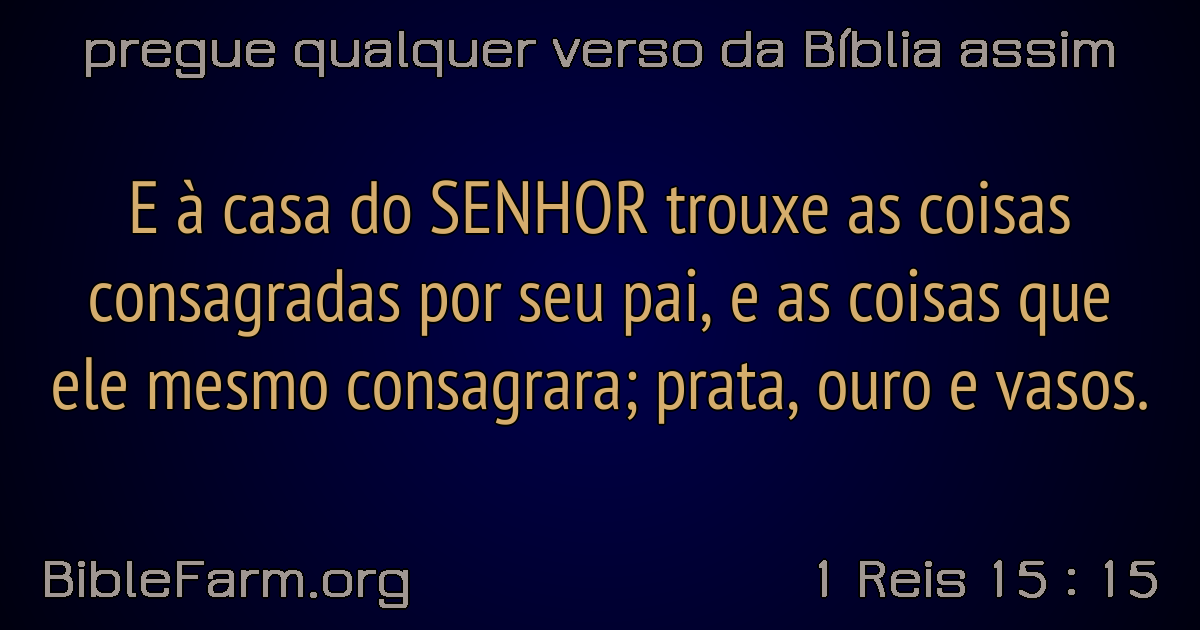 pregue qualquer verso da Bíblia assim
E à casa do SENHOR trouxe as coisas
consagradas por seu pai, e as coisas que
ele mesmo consagrara; prata, ouro e vasos.
BibleFarm.org
1 Reis 15 : 15